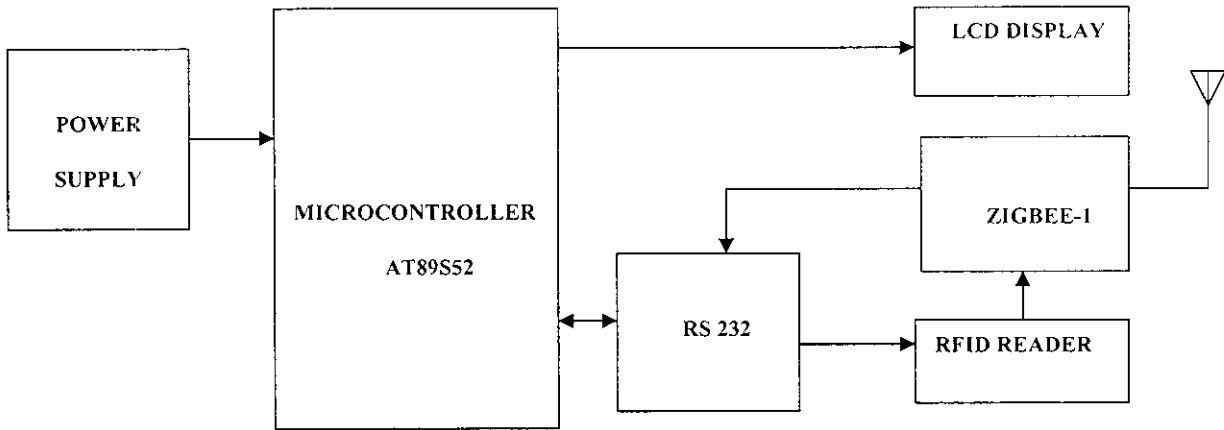 LCD DISPLAY
POWER
SUPPLY
MICROCONTROLLER
AT89S52
ZIGBEE-1
RS 232
RFID READER